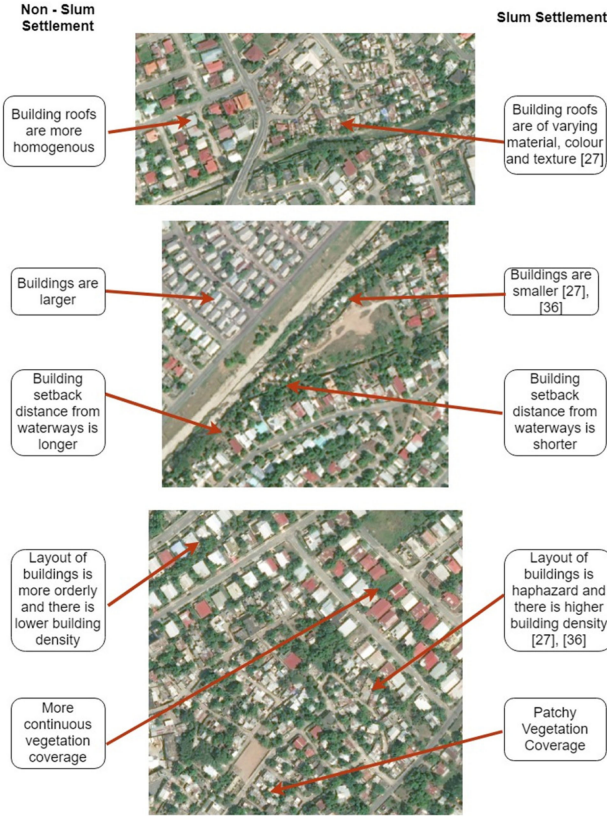 Non - Slum
Settlement
Slum Settlement
Building roofs
are more
homogenous
Building roofs
are of varying
material, colour
and texture [27]
Buildings are
larger
Buildings are
smaller [27],
[36]
Building
setback
distance from
waterways is
longer
Building
setback
distance from
waterways is
shorter
Layout of
buildings is
more orderly
and there is
lower building
density
Layout of
buildings is
haphazard and
there is higher
building density
[27], [36]
More
continuous
vegetation
coverage
Patchy
Vegetation
Coverage